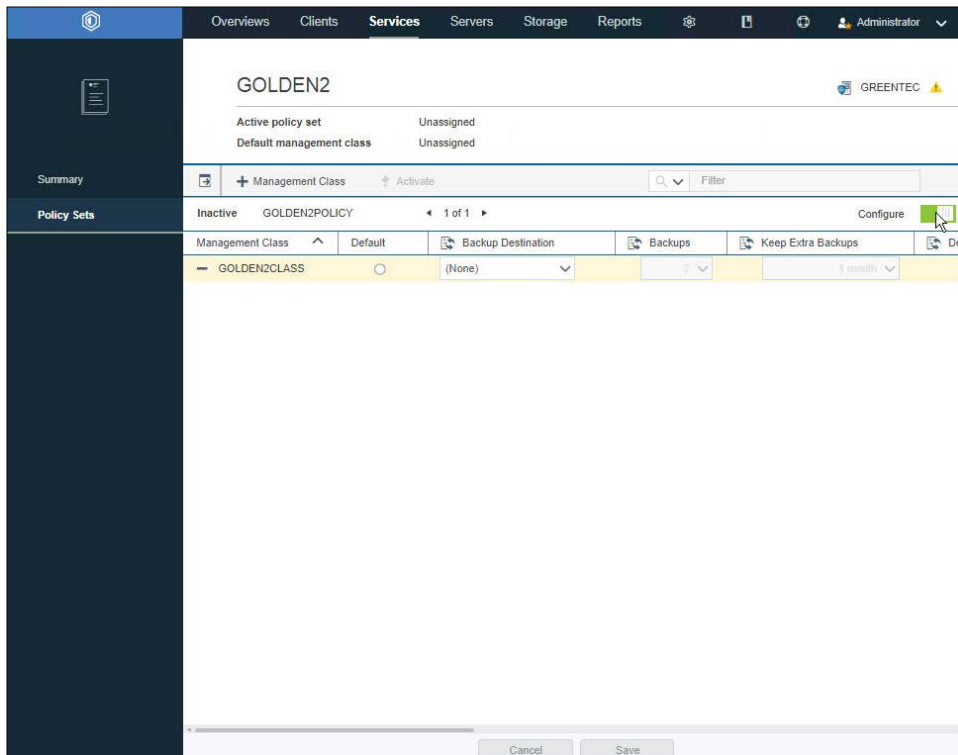 Overviews Clients Services Servers Storage Reports Administrator
GOLDEN2
GREENTEC
Active policy set Unassigned
Default management class Unassigned
Summary
Management Class Activate Filter
Policy Sets
Inactive GOLDEN2POLICY 1 of 1 Configure
Management Class Default Backup Destination Backups Keep Extra Backups De
GOLDEN2CLASS (None) 2 1 month
Cancel Save